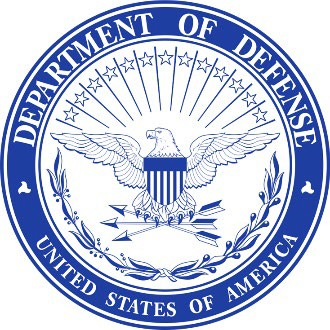 DEPARTMENT OF DEFENSE
UNITED STATES OF AMERICA